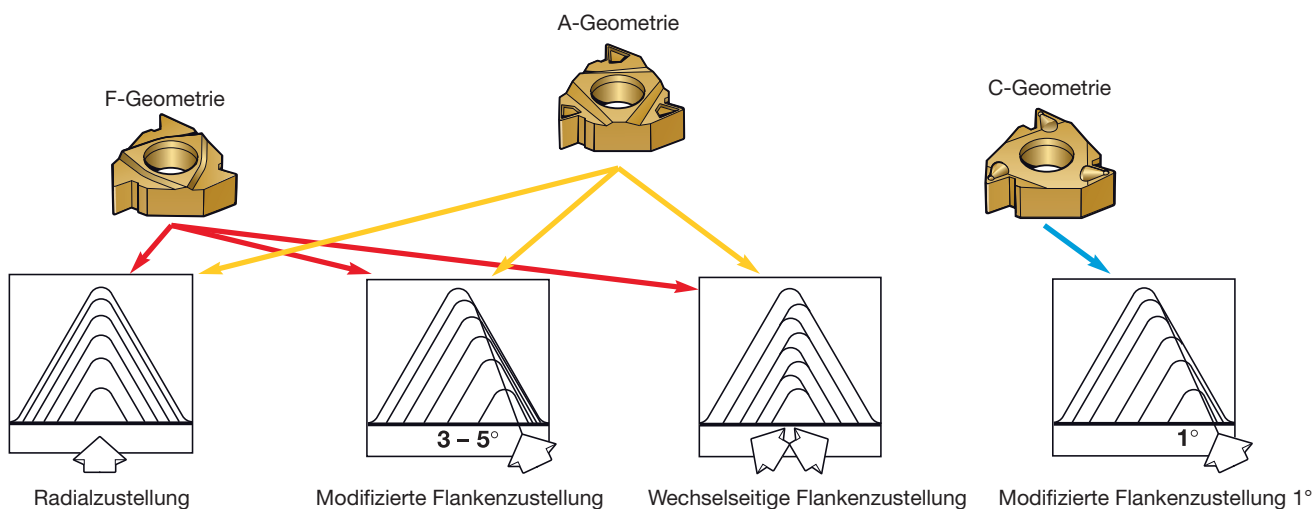 A-Geometrie
F-Geometrie
C-Geometrie
3 – 5°
1°
Radialzustellung
Modifizierte Flankenzustellung
Wechselseitige Flankenzustellung
Modifizierte Flankenzustellung 1°